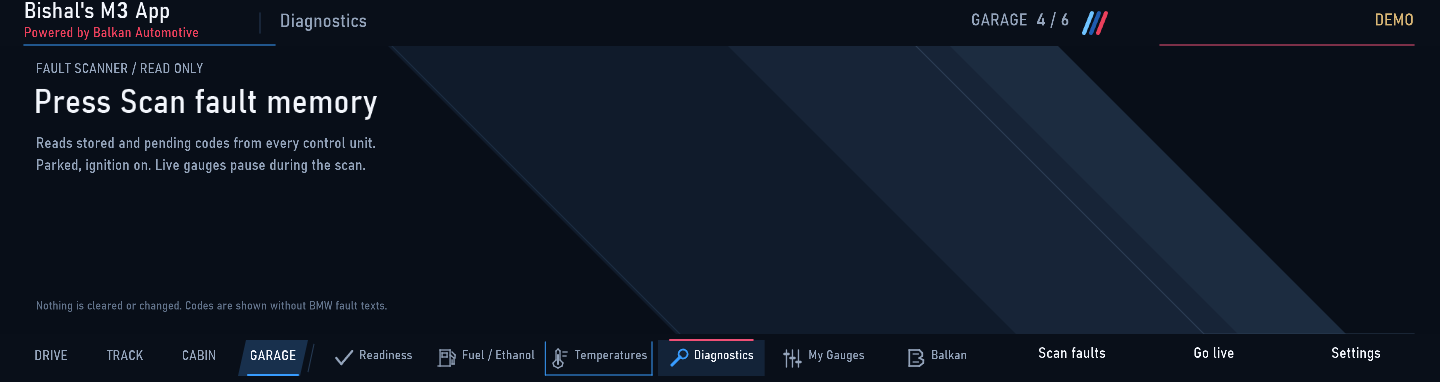 Bishal's M3 App
Powered by Balkan Automotive
Diagnostics
GARAGE 4 / 6
DEMO
FAULT SCANNER / READ ONLY
Press Scan fault memory
Reads stored and pending codes from every control unit.
Parked, ignition on. Live gauges pause during the scan.
Nothing is cleared or changed. Codes are shown without BMW fault texts.
DRIVE
TRACK
CABIN
GARAGE
Readiness
Fuel / Ethanol
Temperatures
Diagnostics
My Gauges
Balkan
Scan faults
Go live
Settings